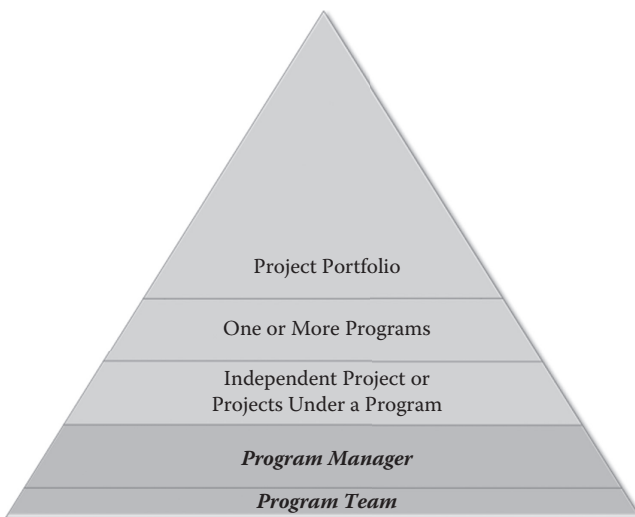 Project Portfolio
One or More Programs
Independent Project or
Projects Under a Program
Program Manager
Program Team